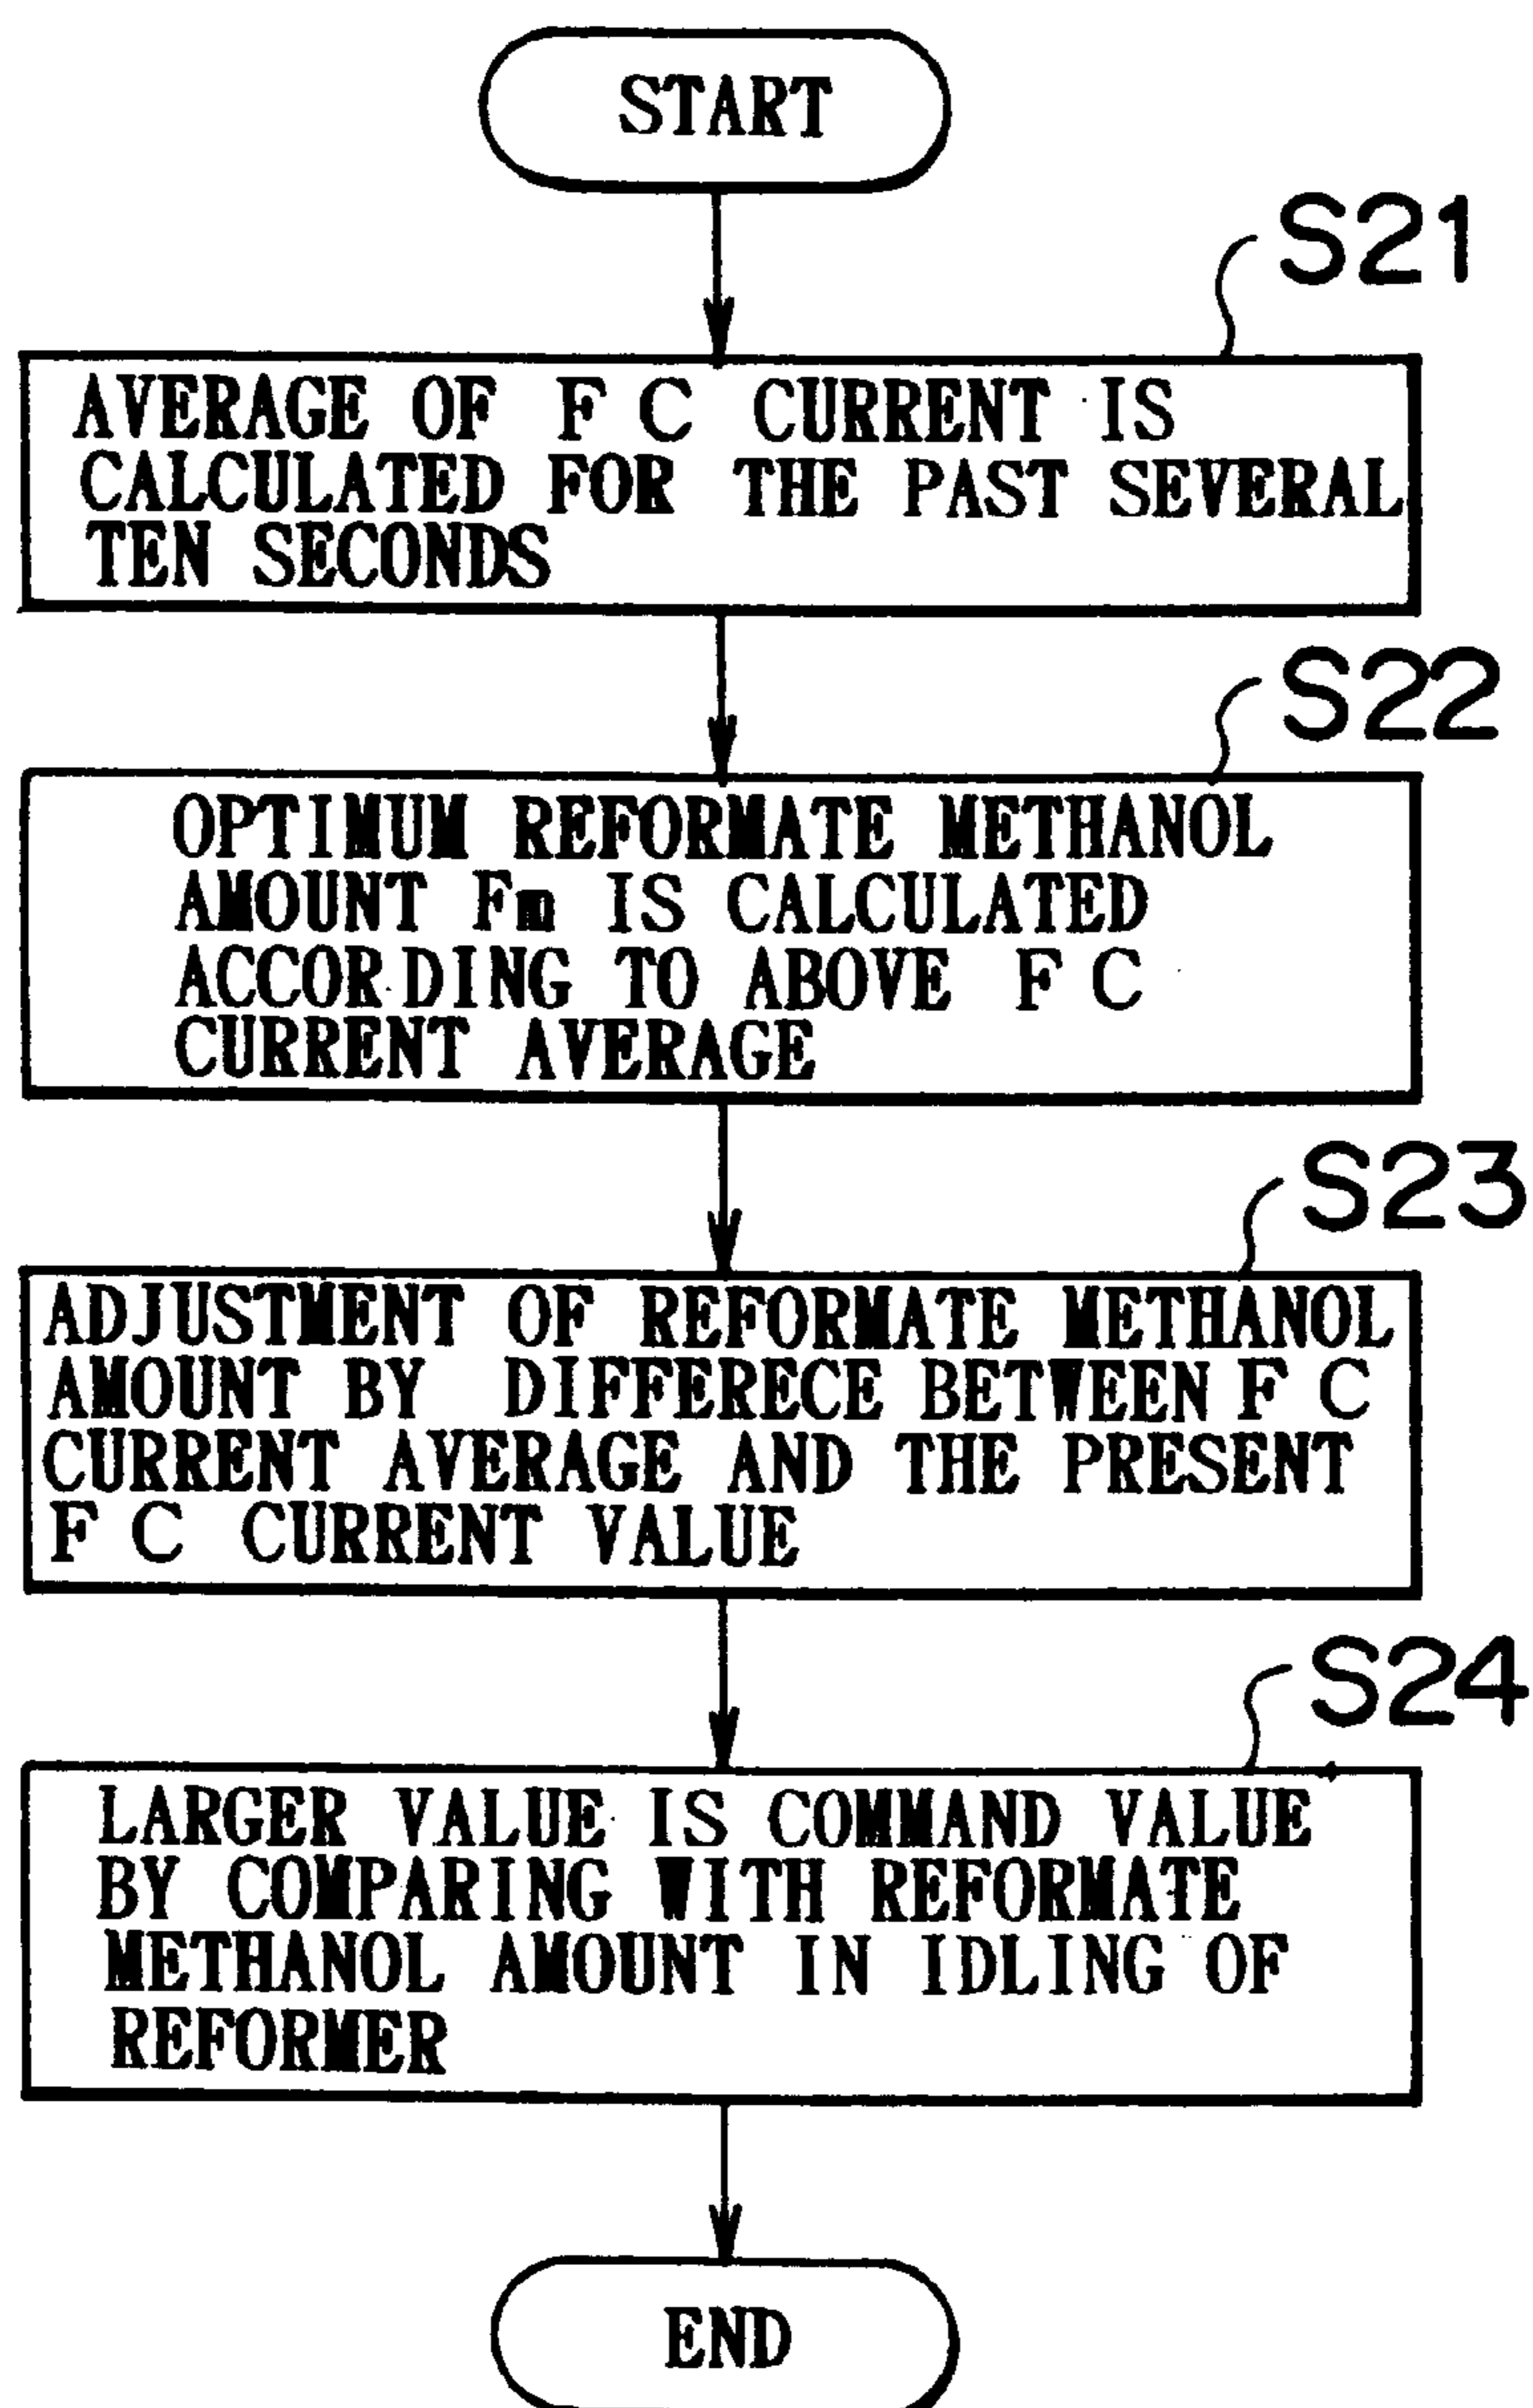 START
S21
AVERAGE OF F C CURRENT IS
CALCULATED FOR THE PAST SEVERAL
TEN SECONDS
S22
OPTIMUM REFORMATE METHANOL
AMOUNT Fm IS CALCULATED
ACCORDING TO ABOVE F C
CURRENT AVERAGE
S23
ADJUSTMENT OF REFORMATE METHANOL
AMOUNT BY DIFFERECE BETWEEN F C
CURRENT AVERAGE AND THE PRESENT
F C CURRENT VALUE
S24
LARGER VALUE IS COMMAND VALUE
BY COMPARING WITH REFORMATE
METHANOL AMOUNT IN IDLING OF
REFORMER
END